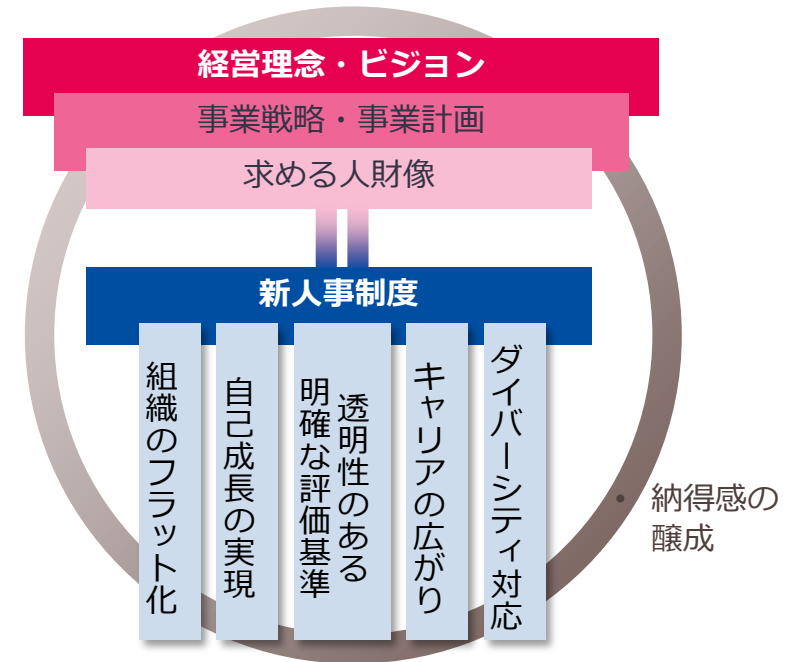 経営理念・ビジョン
事業戦略・事業計画
求める人財像
新人事制度
組織のフラット化
自己成長の実現
透明性のある
明確な評価基準
キャリアの広がり
ダイバーシティ対応
・ 納得感の
醸成